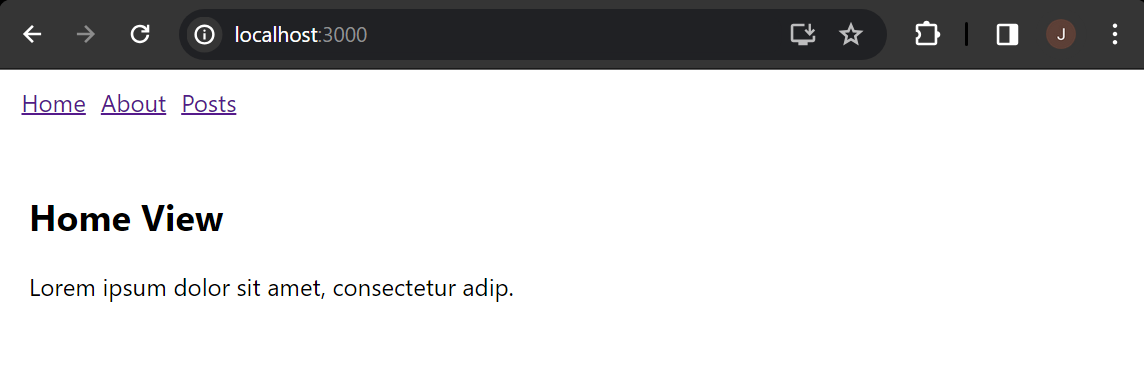 localhost:3000
J
Home About Posts
Home View
Lorem ipsum dolor sit amet, consectetur adip.